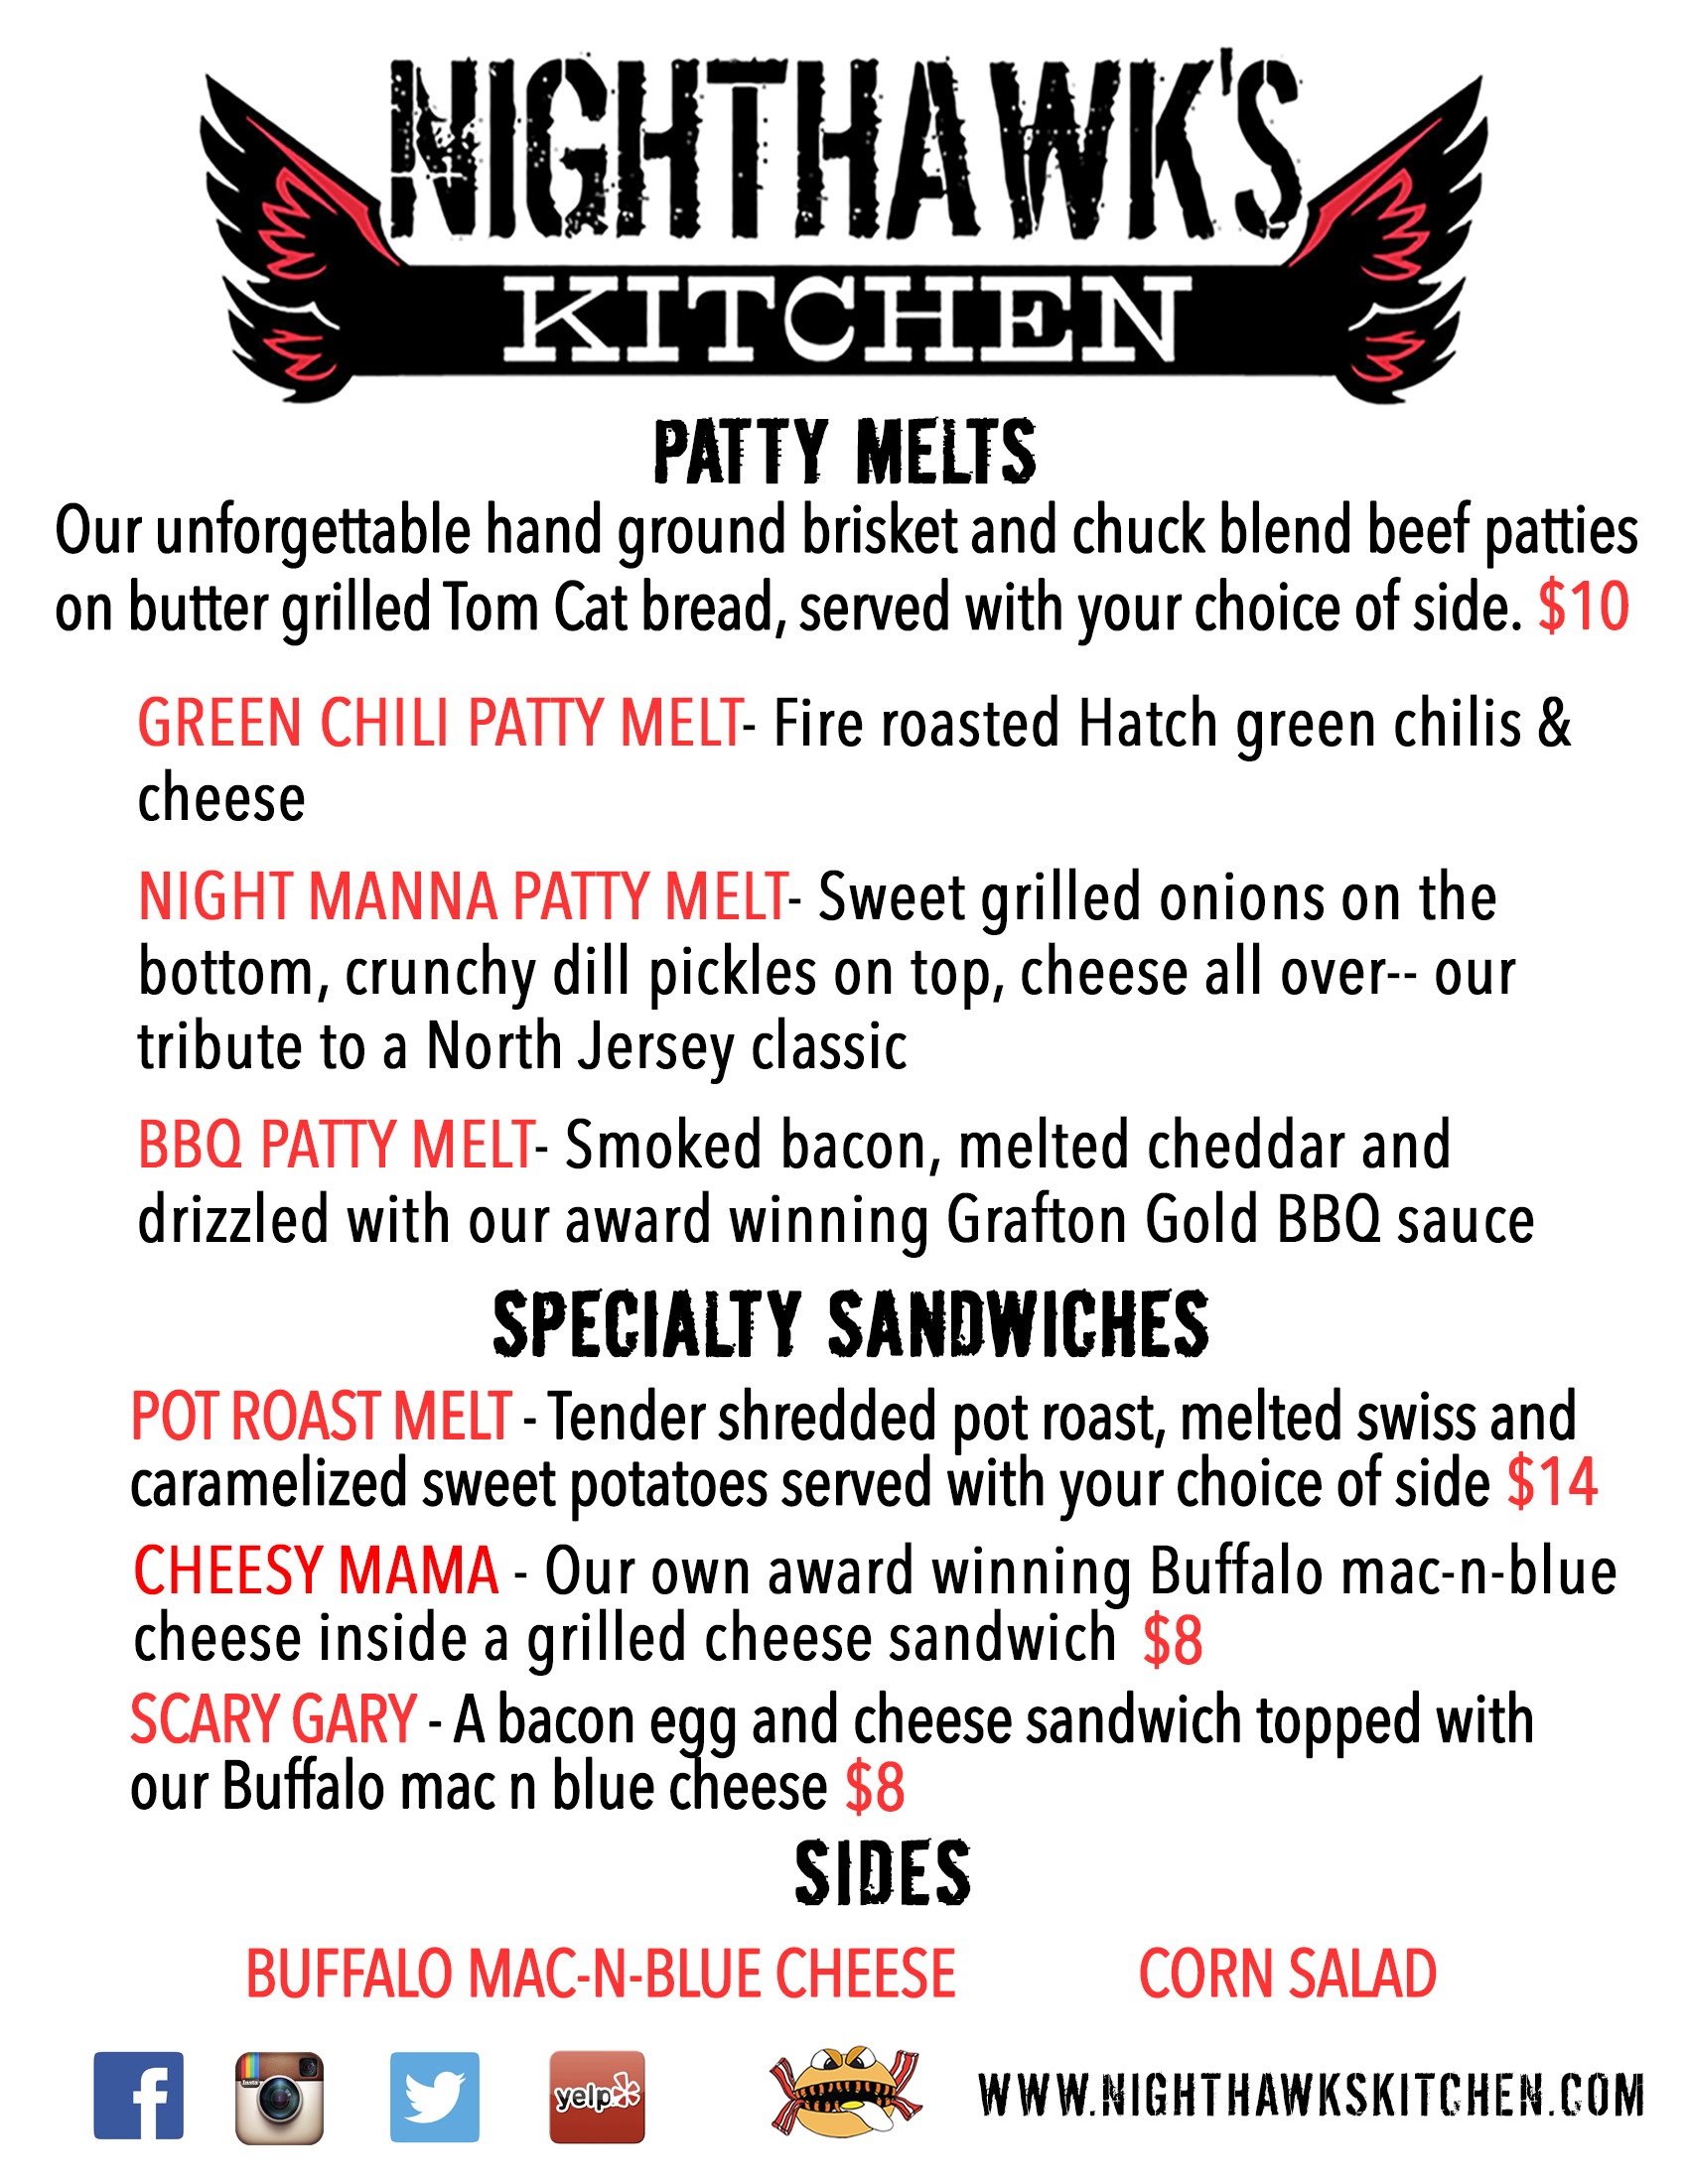 NIGHTHAWK'S
KITCHEN
PATTY MELTS
Our unforgettable hand ground brisket and chuck blend beef patties
on butter grilled Tom Cat bread, served with your choice of side. $10
GREEN CHILI PATTY MELT- Fire roasted Hatch green chilis &
cheese
NIGHT MANNA PATTY MELT- Sweet grilled onions on the
bottom, crunchy dill pickles on top, cheese all over-- our
tribute to a North Jersey classic
BBQ PATTY MELT- Smoked bacon, melted cheddar and
drizzled with our award winning Grafton Gold BBQ sauce
SPECIALTY SANDWICHES
POT ROAST MELT - Tender shredded pot roast, melted swiss and
caramelized sweet potatoes served with your choice of side $14
CHEESY MAMA - Our own award winning Buffalo mac-n-blue
cheese inside a grilled cheese sandwich $8
SCARY GARY - A bacon egg and cheese sandwich topped with
our Buffalo mac n blue cheese $8
SIDES
BUFFALO MAC-N-BLUE CHEESE CORN SALAD
f Insta yelp WWW.NIGHTHAWKSKITCHEN.COM